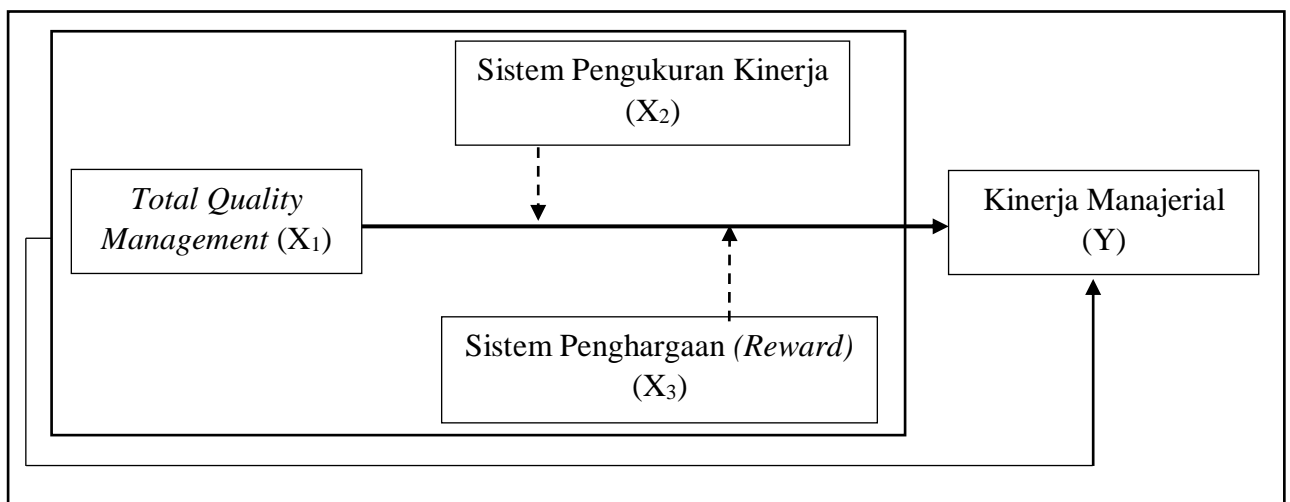 Sistem Pengukuran Kinerja
(X₂)
Total Quality
Management (X₁)
Kinerja Manajerial
(Y)
Sistem Penghargaan (Reward)
(X₃)